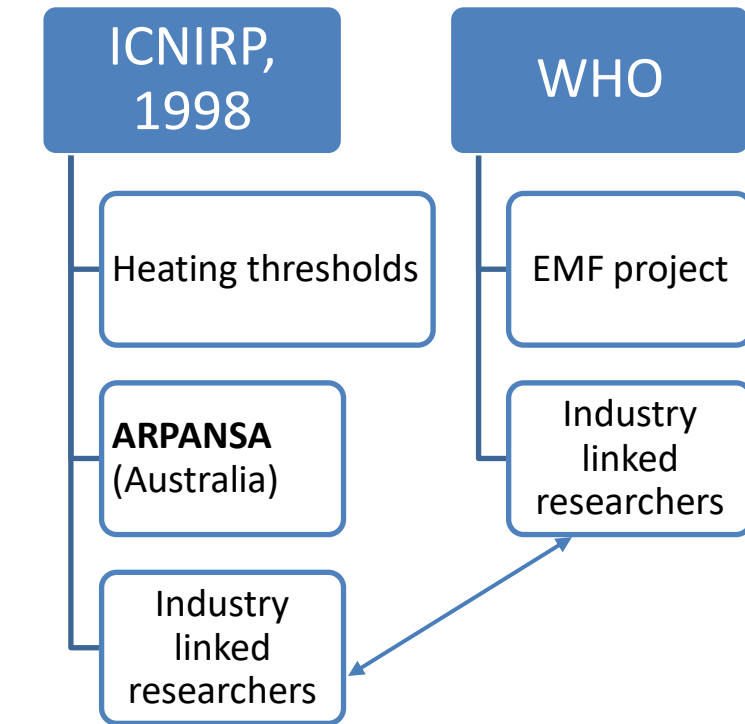 ICNIRP,
1998
Heating thresholds
ARPANSA
(Australia)
Industry
linked
researchers
WHO
EMF project
Industry
linked
researchers